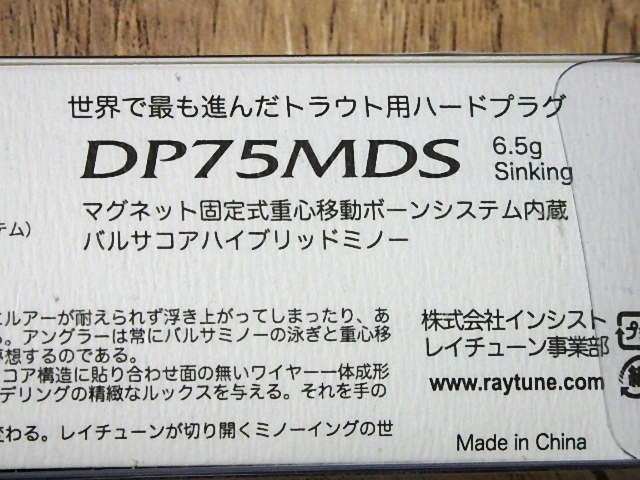 世界で最も進んだトラウト用ハードプラグ
DP75MDS
6.5g
Sinking
マグネット固定式重心移動ボーンシステム内蔵
バルサコアハイブリッドミノー
テム)
ルアーが耐えられず浮き上がってしまったり、あ
。アングラーは常にバルサミノーの泳ぎと重心移
想するのである。
コア構造に貼り合わせ面の無いワイヤー一体成形
デリングの精緻なルックスを与える。それを手の
変わる。レイチューンが切り開くミノーイングの世
株式会社インシスト
レイチューン事業部
www.raytune.com
Made in China